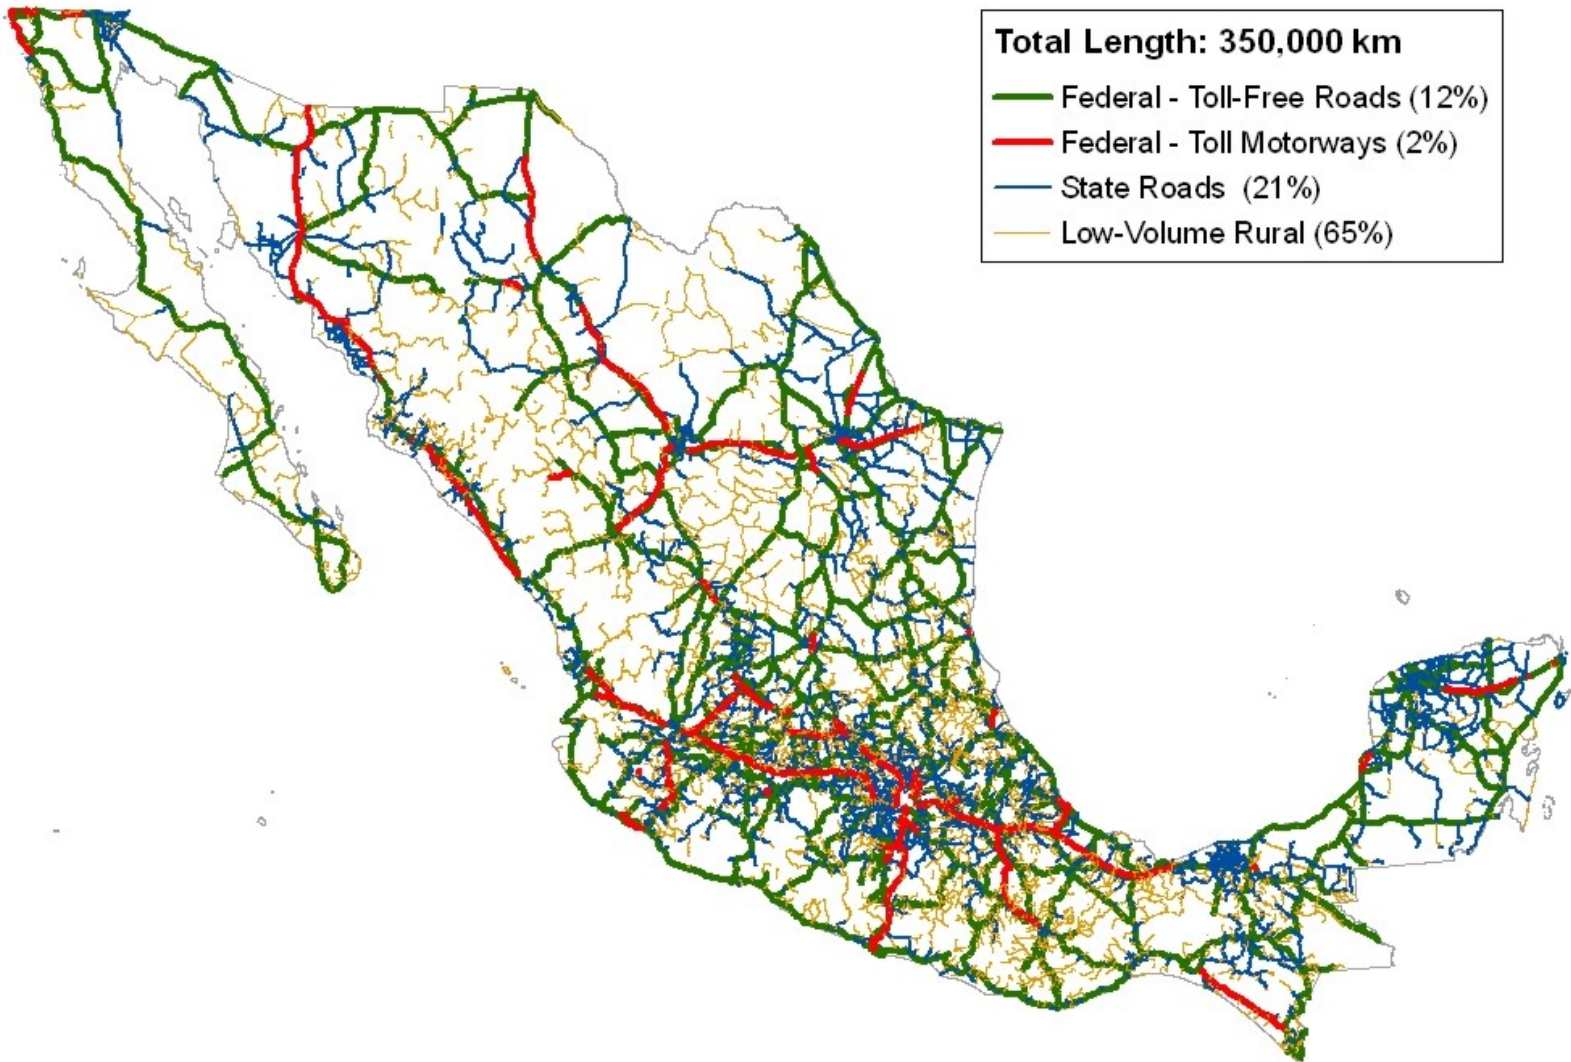 Total Length: 350,000 km
Federal - Toll-Free Roads (12%)
Federal - Toll Motorways (2%)
State Roads (21%)
Low-Volume Rural (65%)